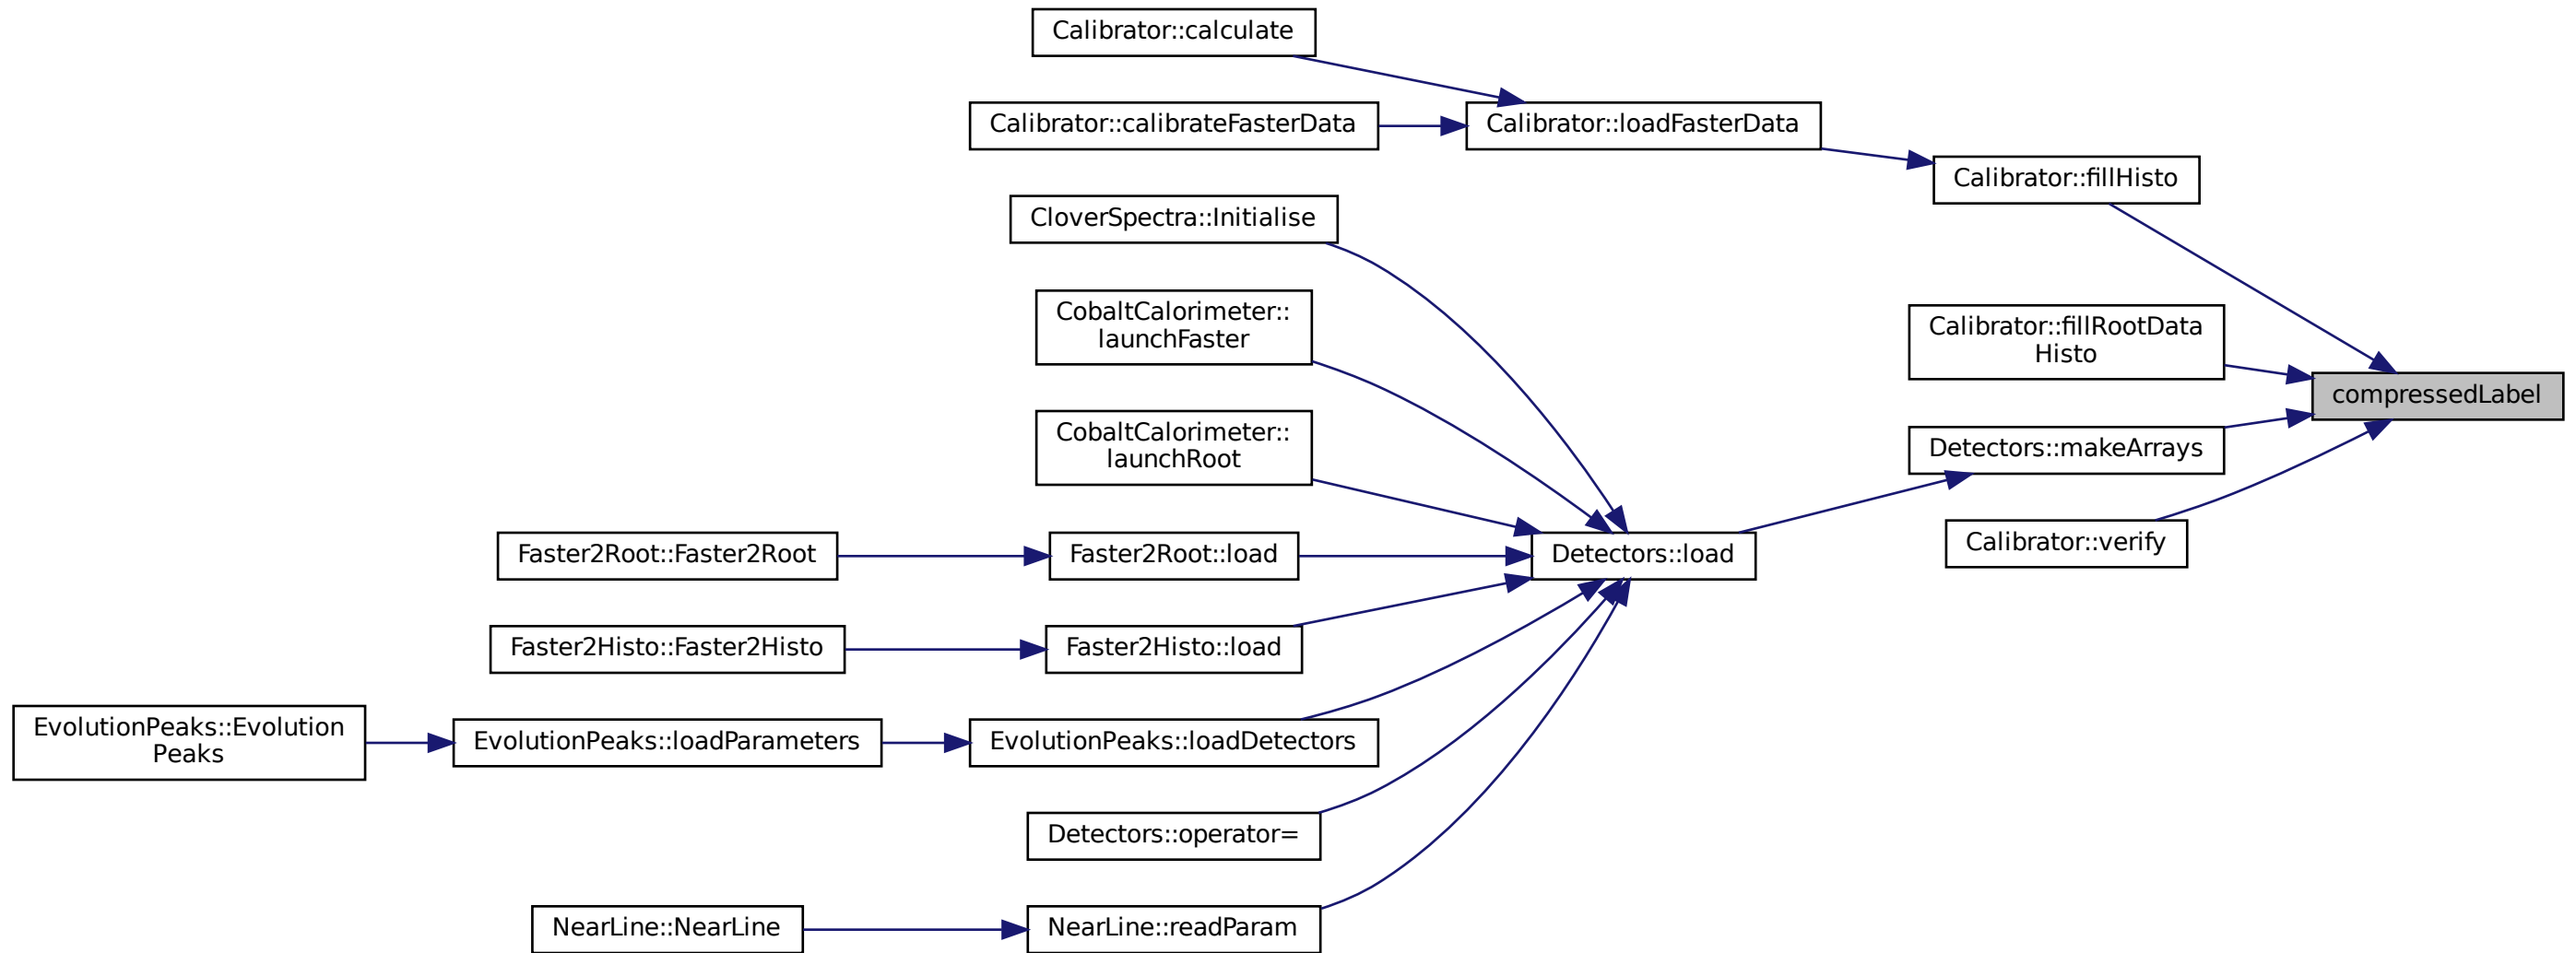 Calibrator::calculate
Calibrator::calibrateFasterData
Calibrator::loadFasterData
Calibrator::fillHisto
CloverSpectra::Initialise
CobaltCalorimeter::
launchFaster
Calibrator::fillRootData
Histo
compressedLabel
CobaltCalorimeter::
launchRoot
Detectors::makeArrays
Faster2Root::Faster2Root
Faster2Root::load
Detectors::load
Calibrator::verify
Faster2Histo::Faster2Histo
Faster2Histo::load
EvolutionPeaks::Evolution
Peaks
EvolutionPeaks::loadParameters
EvolutionPeaks::loadDetectors
Detectors::operator=
NearLine::NearLine
NearLine::readParam